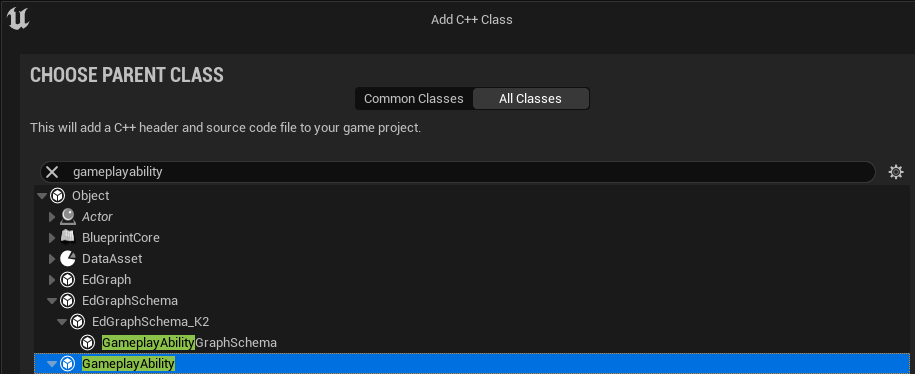 Add C++ Class
CHOOSE PARENT CLASS
Common Classes All Classes
This will add a C++ header and source code file to your game project.
gameplayability
Object
Actor
BlueprintCore
DataAsset
EdGraph
EdGraphSchema
EdGraphSchema_K2
GameplayAbilityGraphSchema
GameplayAbility